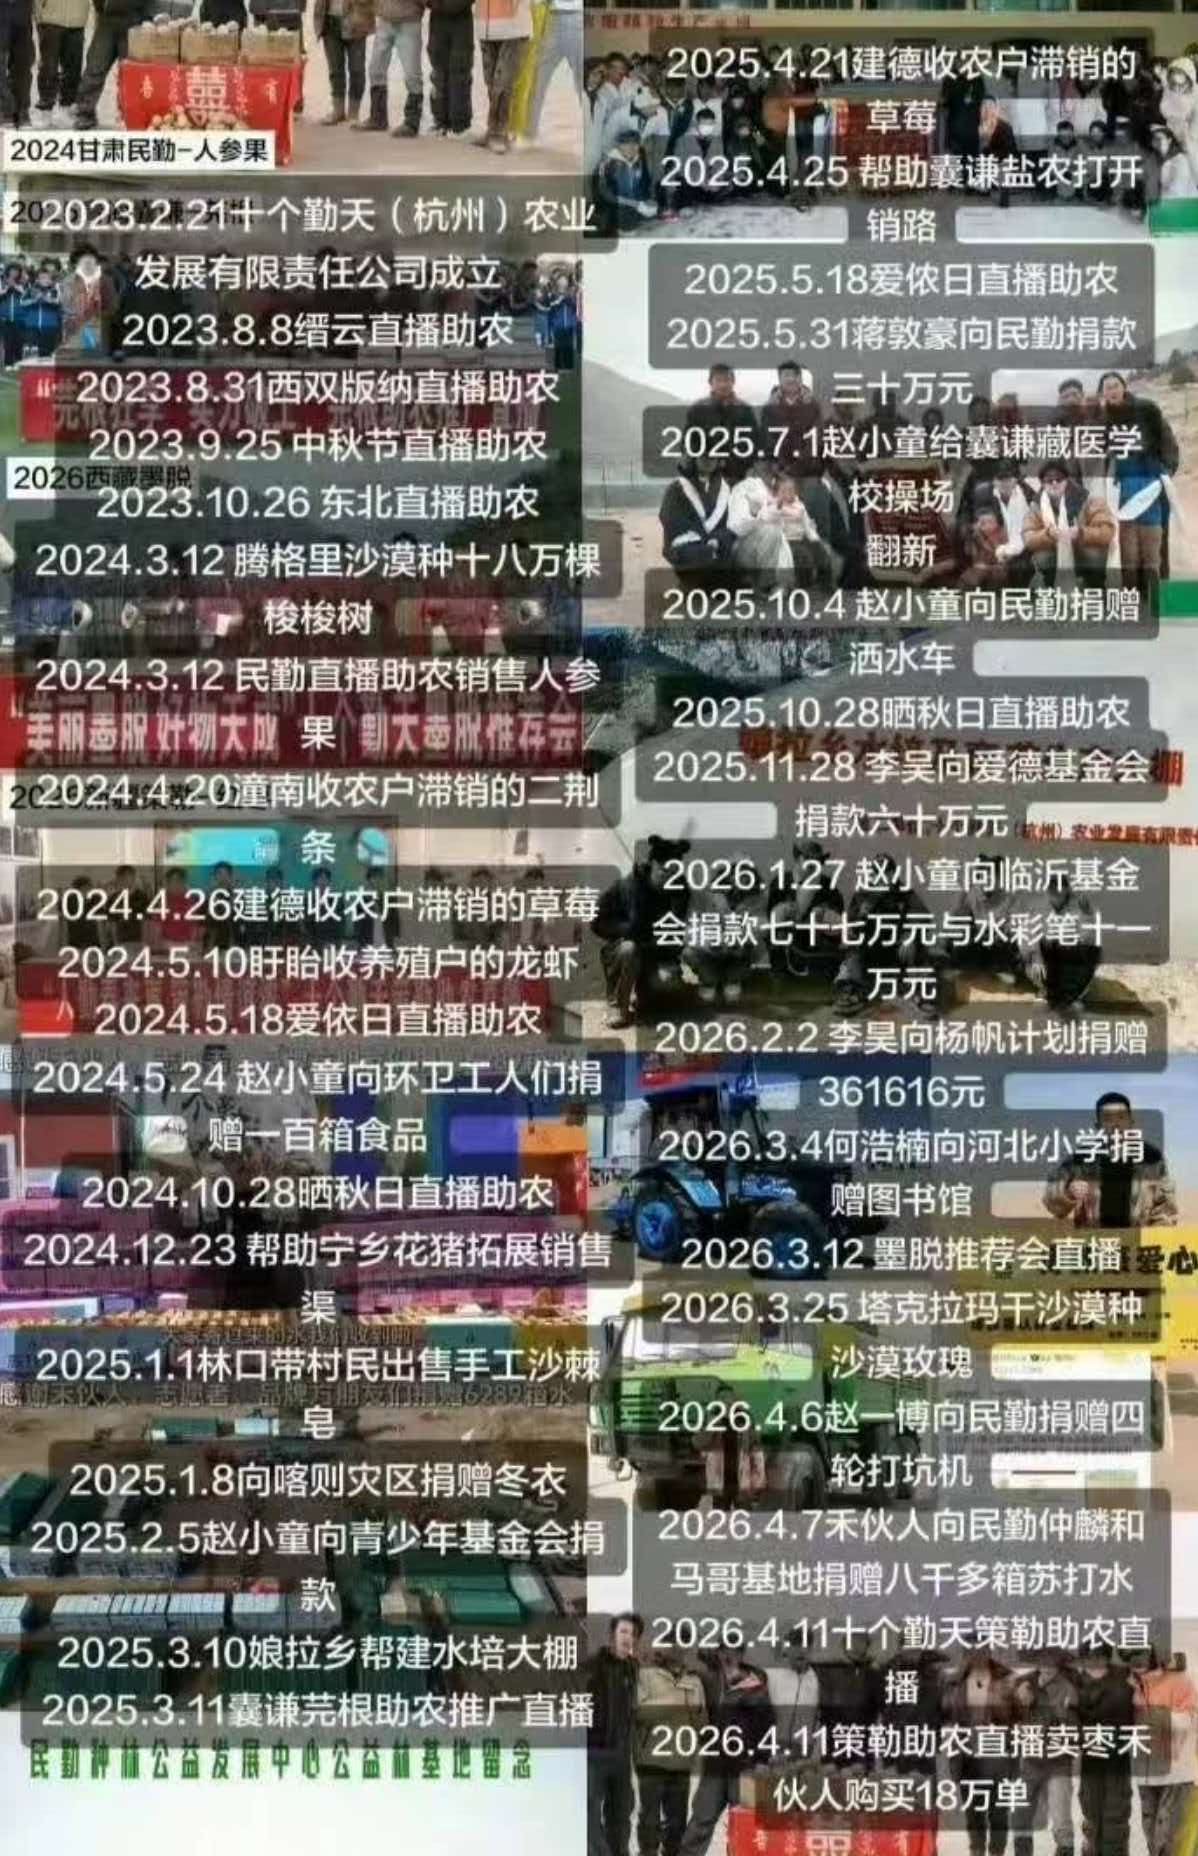 2024甘肃民勤-人参果
2023.2.21十个勤天（杭州）农业
发展有限责任公司成立
2023.8.8缙云直播助农
2023.8.31西双版纳直播助农
2023.9.25 中秋节直播助农
2026西藏墨脱
2023.10.26 东北直播助农
2024.3.12 腾格里沙漠种十八万棵
梭梭树
2024.3.12 民勤直播助农销售人参
果
2024.4.20潼南收农户滞销的二荆
条
2024.4.26建德收农户滞销的草莓
2024.5.10盱眙收养殖户的龙虾
2024.5.18爱侬日直播助农
2024.5.24 赵小童向环卫工人们捐
赠一百箱食品
2024.10.28晒秋日直播助农
2024.12.23 帮助宁乡花猪拓展销售
渠
2025.1.1林口带村民出售手工沙棘
皂
2025.1.8向喀则灾区捐赠冬衣
2025.2.5赵小童向青少年基金会捐
款
2025.3.10娘拉乡帮建水培大棚
2025.3.11囊谦芫根助农推广直播
民勤种林公益发展中心公益林基地留念
2025.4.21建德收农户滞销的
草莓
2025.4.25 帮助囊谦盐农打开
销路
2025.5.18爱侬日直播助农
2025.5.31蒋敦豪向民勤捐款
三十万元
2025.7.1赵小童给囊谦藏医学
校操场
翻新
2025.10.4 赵小童向民勤捐赠
洒水车
2025.10.28晒秋日直播助农
2025.11.28 李昊向爱德基金会
捐款六十万元
杭州）农业发展有限责
2026.1.27 赵小童向临沂基金
会捐款七十七万元与水彩笔十一
万元
2026.2.2 李昊向杨帆计划捐赠
361616元
2026.3.4何浩楠向河北小学捐
赠图书馆
2026.3.12 墨脱推荐会直播
爱心
2026.3.25 塔克拉玛干沙漠种
沙漠玫瑰
2026.4.6赵一博向民勤捐赠四
轮打坑机
2026.4.7禾伙人向民勤仲麟和
马哥基地捐赠八千多箱苏打水
2026.4.11十个勤天策勒助农直
播
2026.4.11策勒助农直播卖枣禾
伙人购买18万单